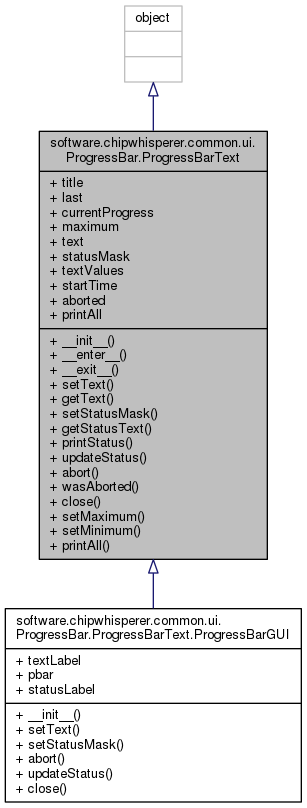 object
software.chipwhisperer.common.ui.
ProgressBar.ProgressBarText
+ title
+ last
+ currentProgress
+ maximum
+ text
+ statusMask
+ textValues
+ startTime
+ aborted
+ printAll
+ __init__()
+ __enter__()
+ __exit__()
+ setText()
+ getText()
+ setStatusMask()
+ getStatusText()
+ printStatus()
+ updateStatus()
+ abort()
+ wasAborted()
+ close()
+ setMaximum()
+ setMinimum()
+ printAll()
software.chipwhisperer.common.ui.
ProgressBar.ProgressBarText.ProgressBarGUI
+ textLabel
+ pbar
+ statusLabel
+ __init__()
+ setText()
+ setStatusMask()
+ abort()
+ updateStatus()
+ close()